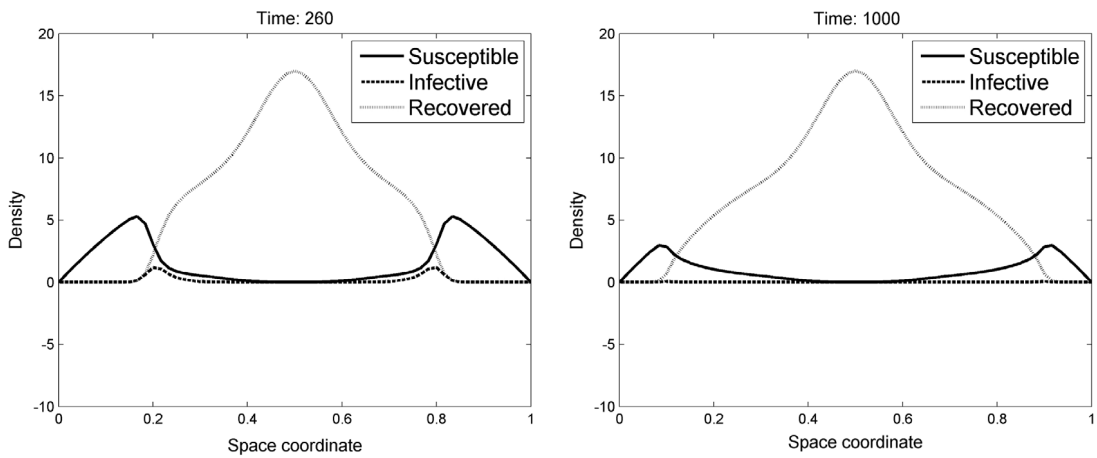 Time: 260
20
15
10
5
0
-5
-10
Density
Susceptible
Infective
Recovered
0
0.2
0.4
0.6
0.8
1
Space coordinate
Time: 1000
20
15
10
5
0
-5
-10
Density
Susceptible
Infective
Recovered
0
0.2
0.4
0.6
0.8
1
Space coordinate